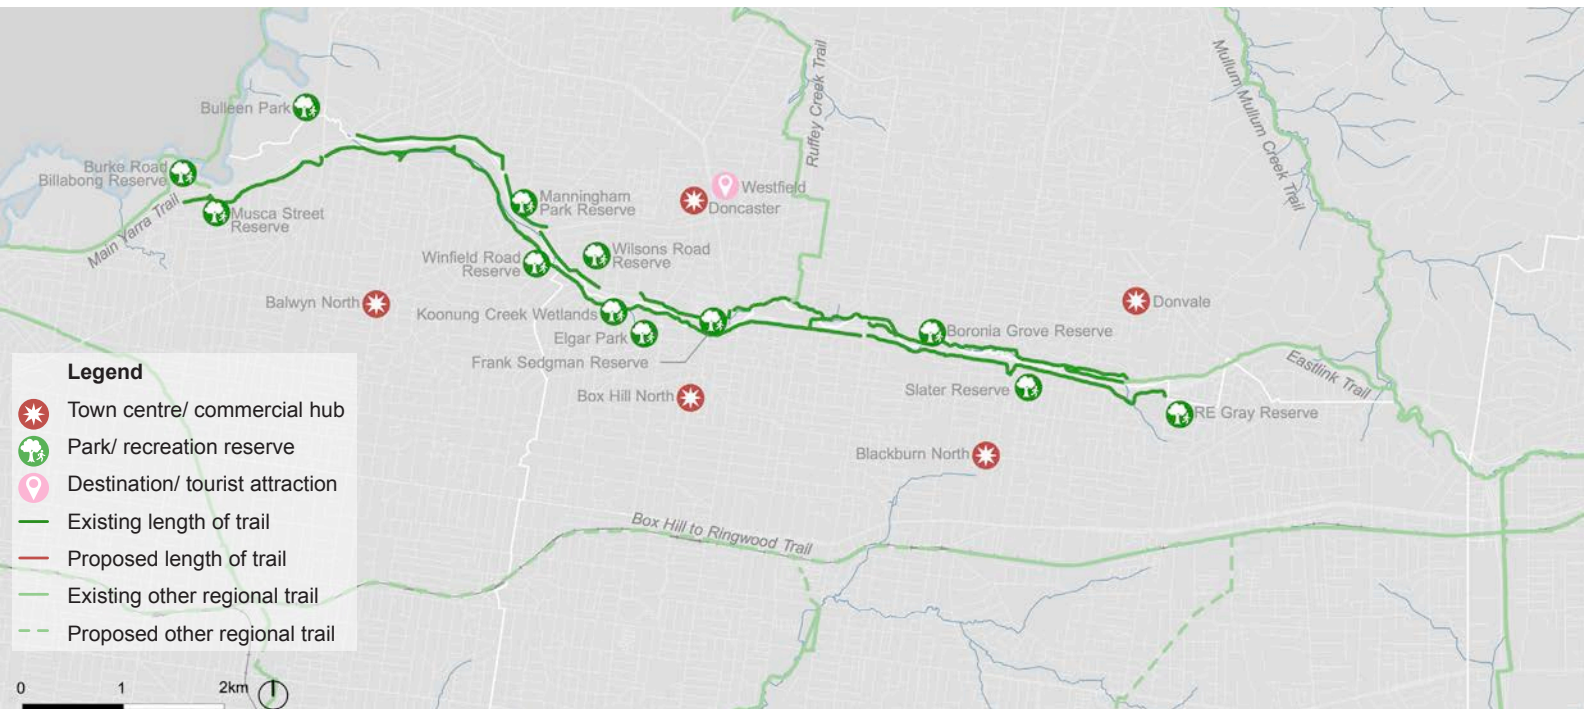 Ruffey Creek Trail
Mullum Mullum Creek Trail
Bulleen Park
Burke Road
Billabong Reserve
Main Yarra Trail
Musca Street
Reserve
Manningham
Park Reserve
Westfield
Doncaster
Winfield Road
Reserve
Wilsons Road
Reserve
Balwyn North
Koonung Creek Wetlands
Elgar Park
Frank Sedgman Reserve
Boronia Grove Reserve
Donvale
Eastlink Trail
Slater Reserve
RE Gray Reserve
Box Hill North
Blackburn North
Box Hill to Ringwood Trail
Legend
Town centre/ commercial hub
Park/ recreation reserve
Destination/ tourist attraction
Existing length of trail
Proposed length of trail
Existing other regional trail
Proposed other regional trail
0 1 2km